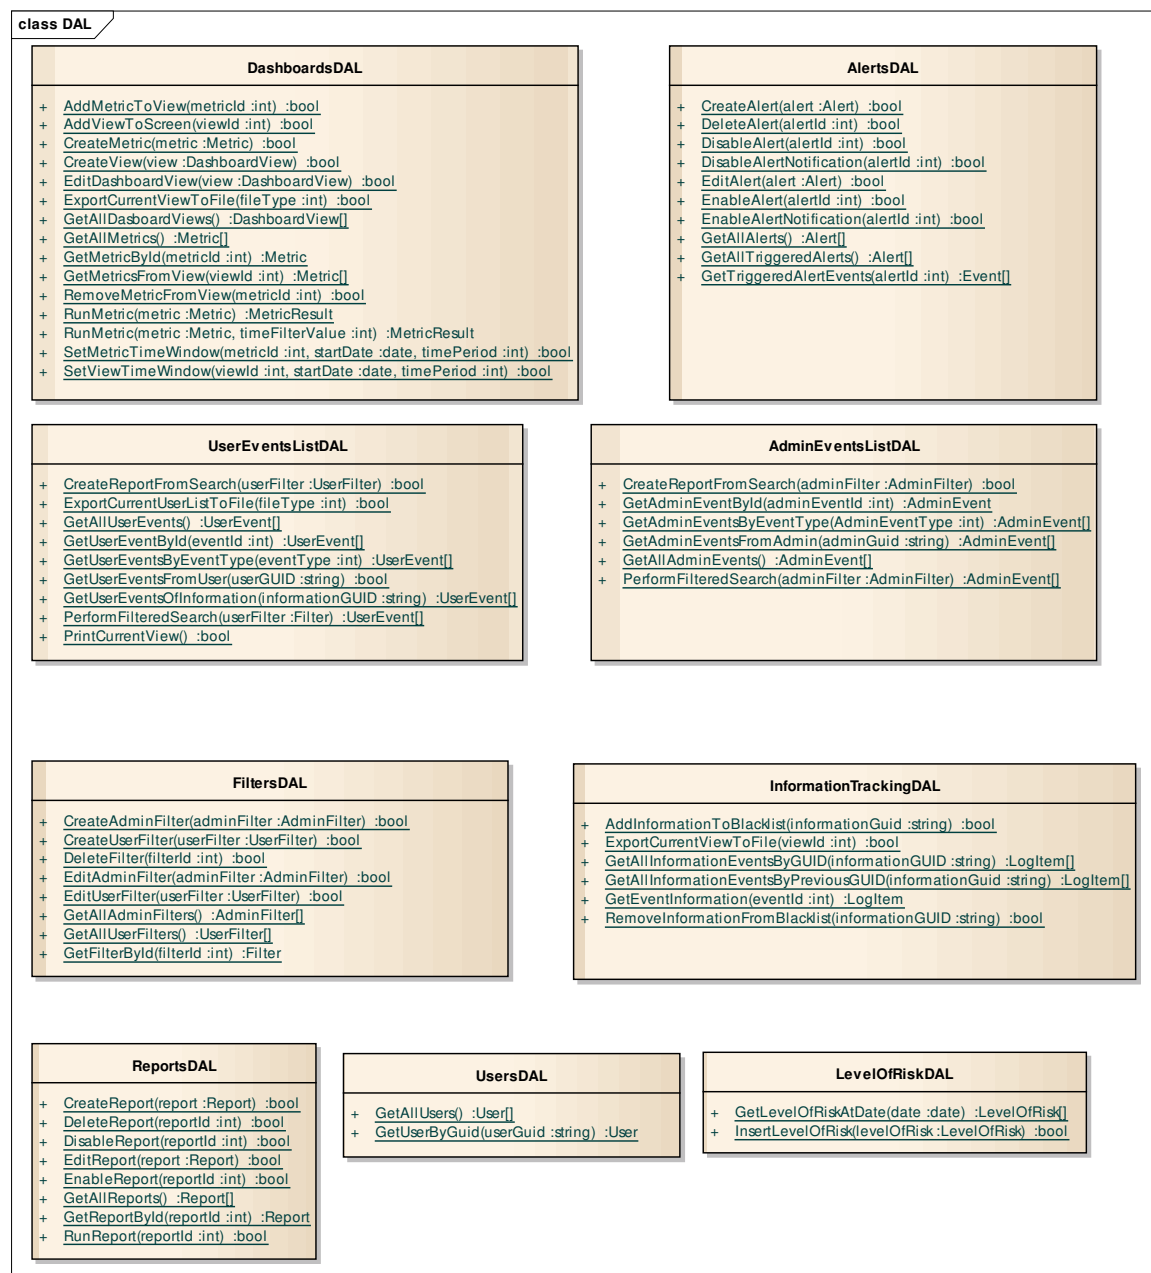 class DAL
DashboardsDAL
+ AddMetricToView(metricId :int) :bool
+ AddViewToScreen(viewId :int) :bool
+ CreateMetric(metric :Metric) :bool
+ CreateView(view :DashboardView) :bool
+ EditDashboardView(view :DashboardView) :bool
+ ExportCurrentViewToFile(fileType :int) :bool
+ GetAllDasboardViews() :DashboardView[]
+ GetAllMetrics() :Metric[]
+ GetMetricById(metricId :int) :Metric
+ GetMetricsFromView(viewId :int) :Metric[]
+ RemoveMetricFromView(metricId :int) :bool
+ RunMetric(metric :Metric) :MetricResult
+ RunMetric(metric :Metric, timeFilterValue :int) :MetricResult
+ SetMetricTimeWindow(metricId :int, startDate :date, timePeriod :int) :bool
+ SetViewTimeWindow(viewId :int, startDate :date, timePeriod :int) :bool
AlertsDAL
+ CreateAlert(alert :Alert) :bool
+ DeleteAlert(alertId :int) :bool
+ DisableAlert(alertId :int) :bool
+ DisableAlertNotification(alertId :int) :bool
+ EditAlert(alert :Alert) :bool
+ EnableAlert(alertId :int) :bool
+ EnableAlertNotification(alertId :int) :bool
+ GetAllAlerts() :Alert[]
+ GetAllTriggeredAlerts() :Alert[]
+ GetTriggeredAlertEvents(alertId :int) :Event[]
UserEventsListDAL
+ CreateReportFromSearch(userFilter :UserFilter) :bool
+ ExportCurrentUserListToFile(fileType :int) :bool
+ GetAllUserEvents() :UserEvent[]
+ GetUserEventById(eventId :int) :UserEvent[]
+ GetUserEventsByEventType(eventType :int) :UserEvent[]
+ GetUserEventsFromUser(userGUID :string) :bool
+ GetUserEventsOfInformation(informationGUID :string) :UserEvent[]
+ PerformFilteredSearch(userFilter :Filter) :UserEvent[]
+ PrintCurrentView() :bool
AdminEventsListDAL
+ CreateReportFromSearch(adminFilter :AdminFilter) :bool
+ GetAdminEventById(adminEventId :int) :AdminEvent
+ GetAdminEventsByEventType(AdminEventType :int) :AdminEvent[]
+ GetAdminEventsFromAdmin(adminGuid :string) :AdminEvent[]
+ GetAllAdminEvents() :AdminEvent[]
+ PerformFilteredSearch(adminFilter :AdminFilter) :AdminEvent[]
FiltersDAL
+ CreateAdminFilter(adminFilter :AdminFilter) :bool
+ CreateUserFilter(userFilter :UserFilter) :bool
+ DeleteFilter(filterId :int) :bool
+ EditAdminFilter(adminFilter :AdminFilter) :bool
+ EditUserFilter(userFilter :UserFilter) :bool
+ GetAllAdminFilters() :AdminFilter[]
+ GetAllUserFilters() :UserFilter[]
+ GetFilterById(filterId :int) :Filter
InformationTrackingDAL
+ AddInformationToBlacklist(informationGuid :string) :bool
+ ExportCurrentViewToFile(viewId :int) :bool
+ GetAllInformationEventsByGUID(informationGUID :string) :LogItem[]
+ GetAllInformationEventsByPreviousGUID(informationGuid :string) :LogItem[]
+ GetEventInformation(eventId :int) :LogItem
+ RemoveInformationFromBlacklist(informationGUID :string) :bool
ReportsDAL
+ CreateReport(report :Report) :bool
+ DeleteReport(reportId :int) :bool
+ DisableReport(reportId :int) :bool
+ EditReport(report :Report) :bool
+ EnableReport(reportId :int) :bool
+ GetAllReports() :Report[]
+ GetReportById(reportId :int) :Report
+ RunReport(reportId :int) :bool
UsersDAL
+ GetAllUsers() :User[]
+ GetUserByGuid(userGuid :string) :User
LevelOfRiskDAL
+ GetLevelOfRiskAtDate(date :date) :LevelOfRisk[]
+ InsertLevelOfRisk(levelOfRisk :LevelOfRisk) :bool